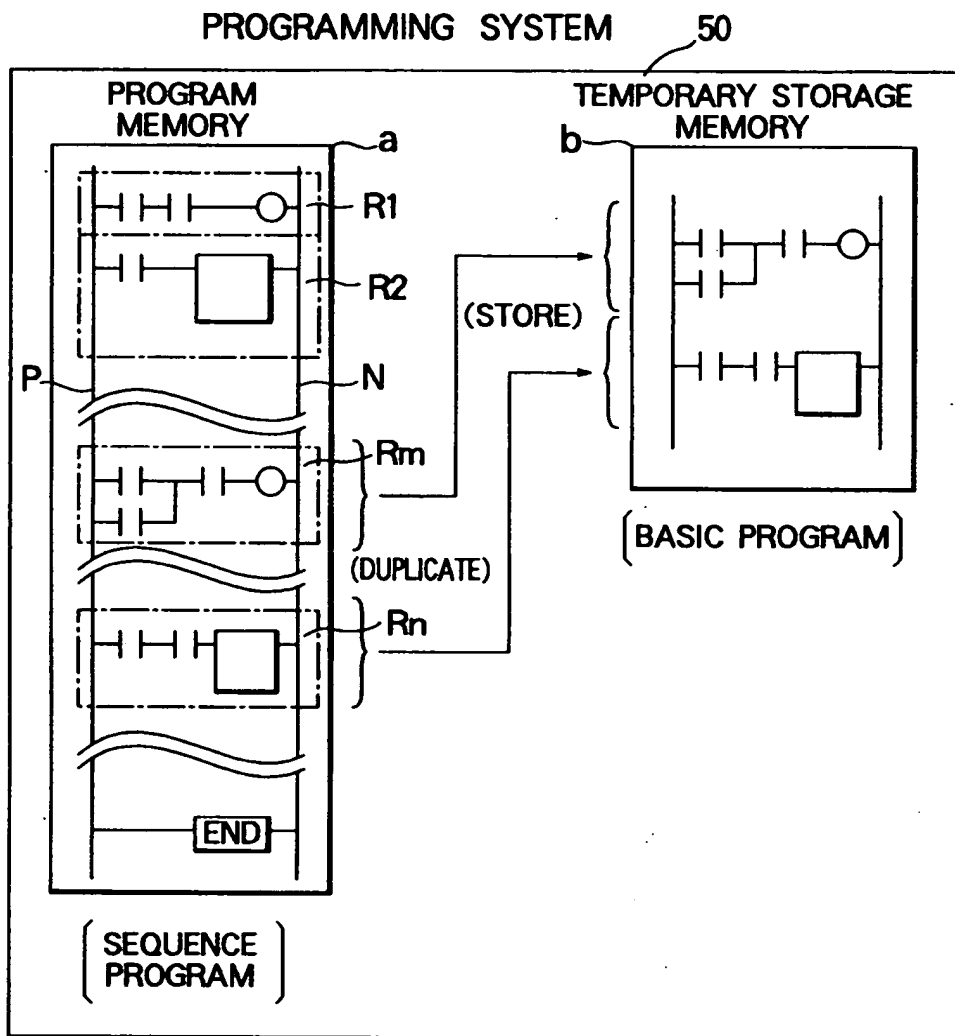 PROGRAMMING SYSTEM
50
PROGRAM
MEMORY
TEMPORARY STORAGE
MEMORY
a
b
R1
R2
(STORE)
P
N
Rm
[BASIC PROGRAM]
(DUPLICATE)
Rn
END
[SEQUENCE
PROGRAM]